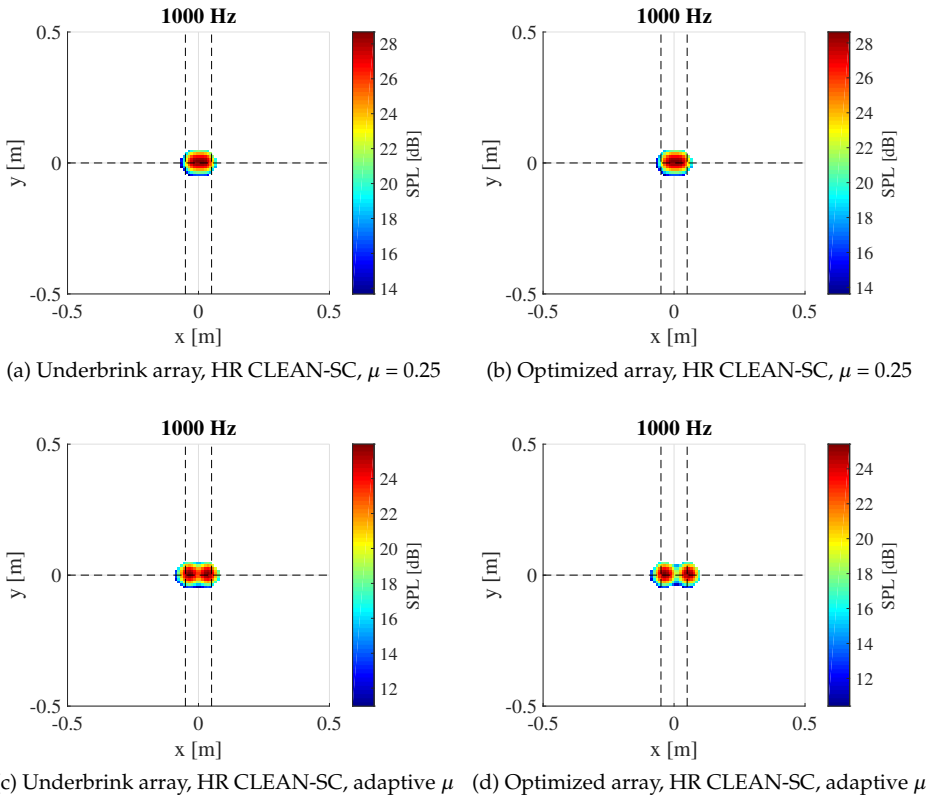 1000 Hz
0.5
0
-0.5
-0.5
0
0.5
x [m]
y [m]
28
26
24
22
20
18
16
14
SPL [dB]
(a) Underbrink array, HR CLEAN-SC, μ = 0.25
1000 Hz
0.5
0
-0.5
-0.5
0
0.5
x [m]
y [m]
28
26
24
22
20
18
16
14
SPL [dB]
(b) Optimized array, HR CLEAN-SC, μ = 0.25
1000 Hz
0.5
0
-0.5
-0.5
0
0.5
x [m]
y [m]
24
22
20
18
16
14
12
SPL [dB]
c) Underbrink array, HR CLEAN-SC, adaptive μ
1000 Hz
0.5
0
-0.5
-0.5
0
0.5
x [m]
y [m]
24
22
20
18
16
14
12
SPL [dB]
(d) Optimized array, HR CLEAN-SC, adaptive μ